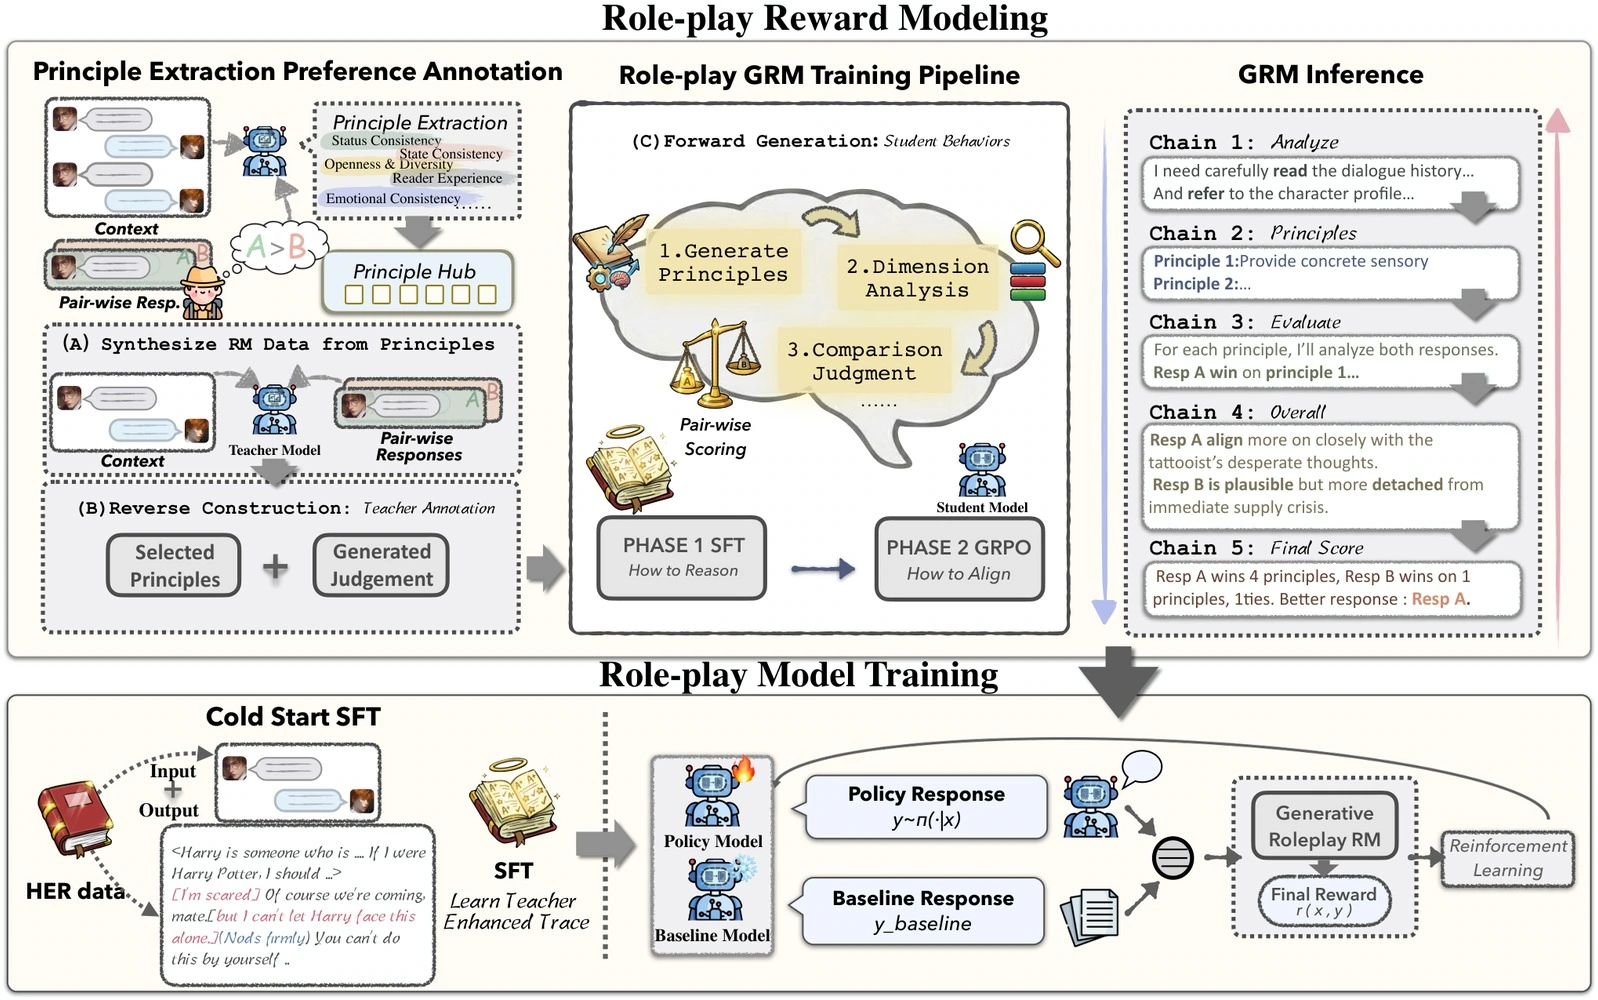 Role-play Reward Modeling
Principle Extraction Preference Annotation
Context
A > B
A B
Pair-wise Resp.
Principle Extraction
Status Consistency
State Consistency
Openness & Diversity
Reader Experience
Emotional Consistency
......
Principle Hub
(A) Synthesize RM Data from Principles
Context
Teacher Model
A B
Pair-wise
Responses
(B)Reverse Construction: Teacher Annotation
Selected
Principles
+
Generated
Judgement
Role-play GRM Training Pipeline
(C)Forward Generation: Student Behaviors
1.Generate
Principles
2.Dimension
Analysis
3.Comparison
Judgment
......
A B
Pair-wise
Scoring
Student Model
PHASE 1 SFT
How to Reason
PHASE 2 GRPO
How to Align
GRM Inference
Chain 1: Analyze
I need carefully read the dialogue history...
And refer to the character profile...
Chain 2: Principles
Principle 1:Provide concrete sensory
Principle 2:...
Chain 3: Evaluate
For each principle, I'll analyze both responses.
Resp A win on principle 1...
Chain 4: Overall
Resp A align more on closely with the
tattooist's desperate thoughts.
Resp B is plausible but more detached from
immediate supply crisis.
Chain 5: Final Score
Resp A wins 4 principles, Resp B wins on 1
principles, 1ties. Better response : Resp A.
Role-play Model Training
Cold Start SFT
HER data
Input
+
Output
<Harry is someone who is .... If I were
Harry Potter, I should ...>
[I'm scared] Of course we're coming,
mate.[but I can't let Harry face this
alone.](Nods firmly) You can't do
this by yourself ..
SFT
Learn Teacher
Enhanced Trace
Policy Model
Baseline Model
Policy Response
y~π(·|x)
Baseline Response
y_baseline
Generative
Roleplay RM
Final Reward
r ( x , y )
Reinforcement
Learning